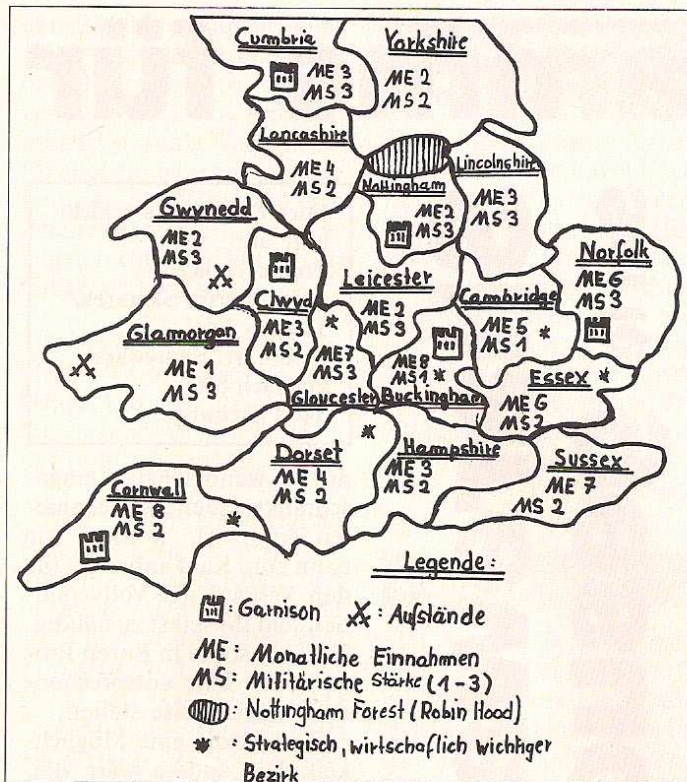 Cumbria
ME 3
MS 3
Yorkshire
ME 2
MS 2
Lancashire
ME 4
MS 2
Nottingham
ME 2
MS 3
Lincolnshire
ME 3
MS 3
Gwynedd
ME 2
MS 3
Clwyd
ME 3
MS 2
Leicester
ME 2
MS 3
Cambridge
ME 5
MS 1
Norfolk
ME 6
MS 3
Glamorgan
ME 1
MS 3
ME 7
MS 3
Gloucester
ME 8
MS 1
Buckingham
Essex
ME 6
MS 2
Cornwall
ME 8
MS 2
Dorset
ME 4
MS 2
Hampshire
ME 3
MS 2
Sussex
ME 7
MS 2
Legende:
: Garnison
: Aufstände
ME: Monatliche Einnahmen
MS: Militärische Stärke (1-3)
: Nottingham Forest (Robin Hood)
: Strategisch, wirtschaflich wichtiger
Bezirk